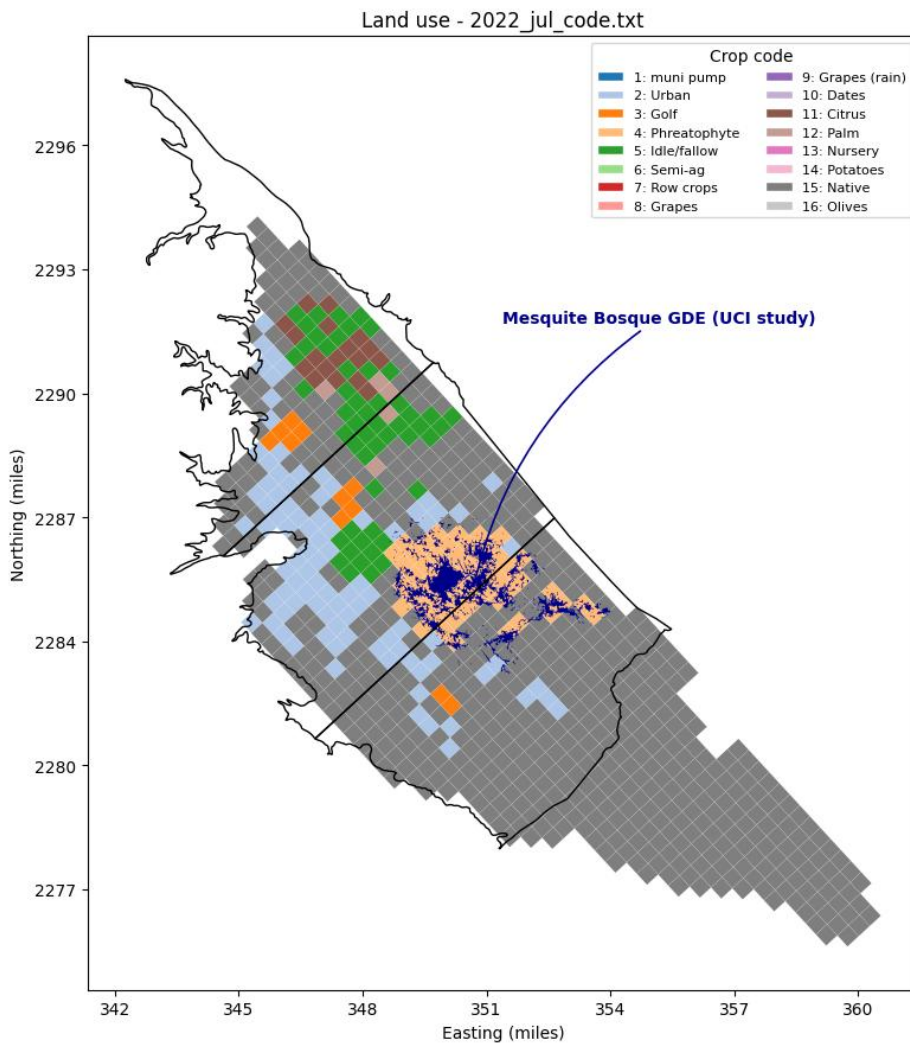 Land use - 2022_jul_code.txt
Crop code
1: muni pump
2: Urban
3: Golf
4: Phreatophyte
5: Idle/fallow
6: Semi-ag
7: Row crops
8: Grapes
9: Grapes (rain)
10: Dates
11: Citrus
12: Palm
13: Nursery
14: Potatoes
15: Native
16: Olives
Mesquite Bosque GDE (UCI study)
Northing (miles)
2296
2293
2290
2287
2284
2280
2277
342
345
348
351
354
357
360
Easting (miles)